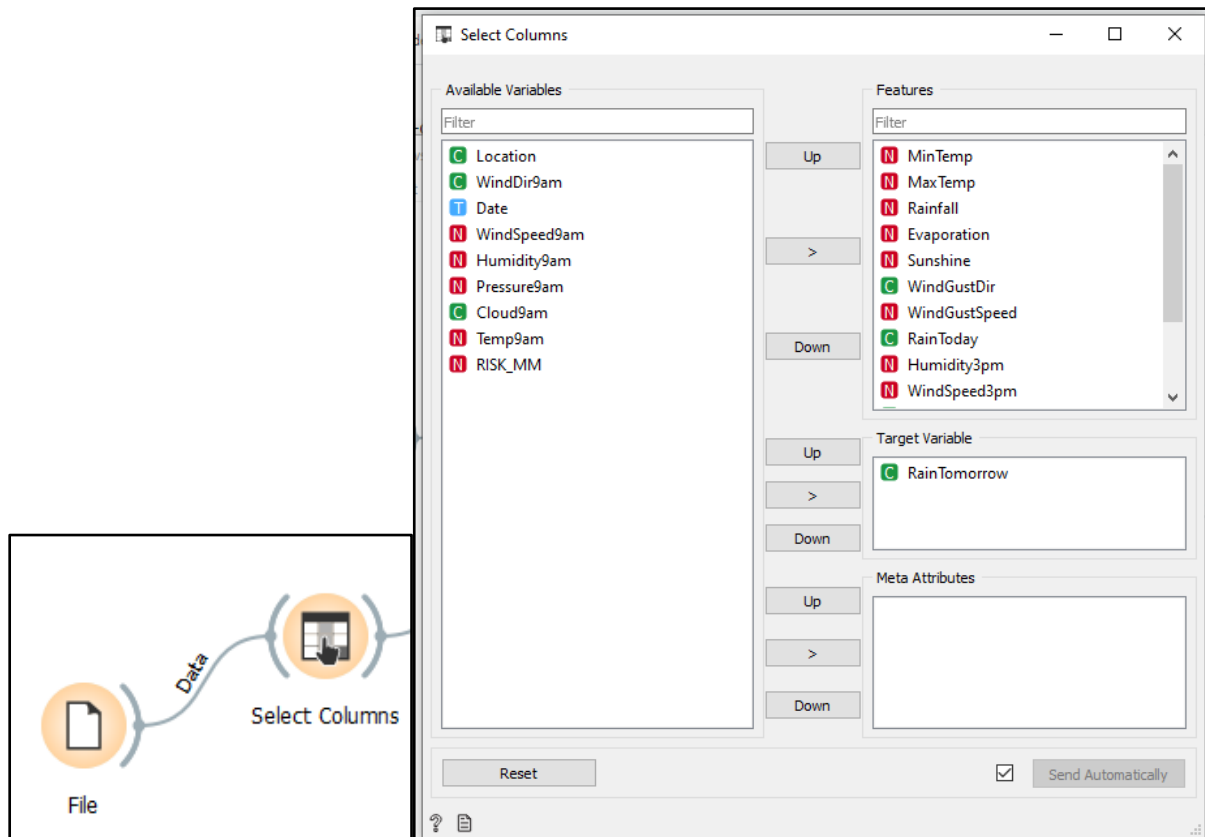 Data
Select Columns
File
Select Columns
Available Variables
Filter
C Location
C WindDir9am
T Date
N WindSpeed9am
N Humidity9am
N Pressure9am
C Cloud9am
N Temp9am
N RISK_MM
Up
>
Down
Up
>
Down
Up
>
Down
Features
Filter
N MinTemp
N MaxTemp
N Rainfall
N Evaporation
N Sunshine
C WindGustDir
N WindGustSpeed
C RainToday
N Humidity3pm
N WindSpeed3pm
Target Variable
C RainTomorrow
Meta Attributes
Reset
Send Automatically
?